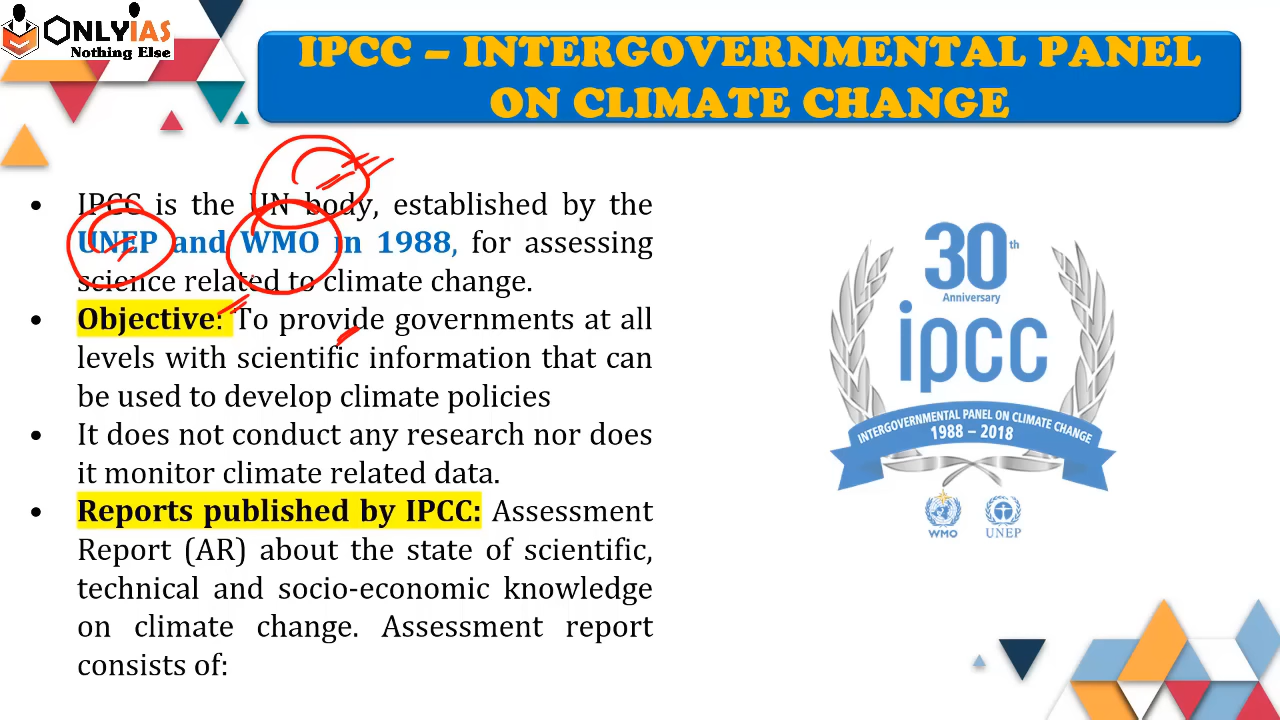 ONLYIAS
Nothing Else
IPCC – INTERGOVERNMENTAL PANEL
ON CLIMATE CHANGE
• IPCC is the UN body, established by the
UNEP and WMO in 1988, for assessing
science related to climate change.
• Objective: To provide governments at all
levels with scientific information that can
be used to develop climate policies
• It does not conduct any research nor does
it monitor climate related data.
• Reports published by IPCC: Assessment
Report (AR) about the state of scientific,
technical and socio-economic knowledge
on climate change. Assessment report
consists of:
30th
Anniversary
ipcc
INTERGOVERNMENTAL PANEL ON CLIMATE CHANGE
1988 – 2018
WMO UNEP